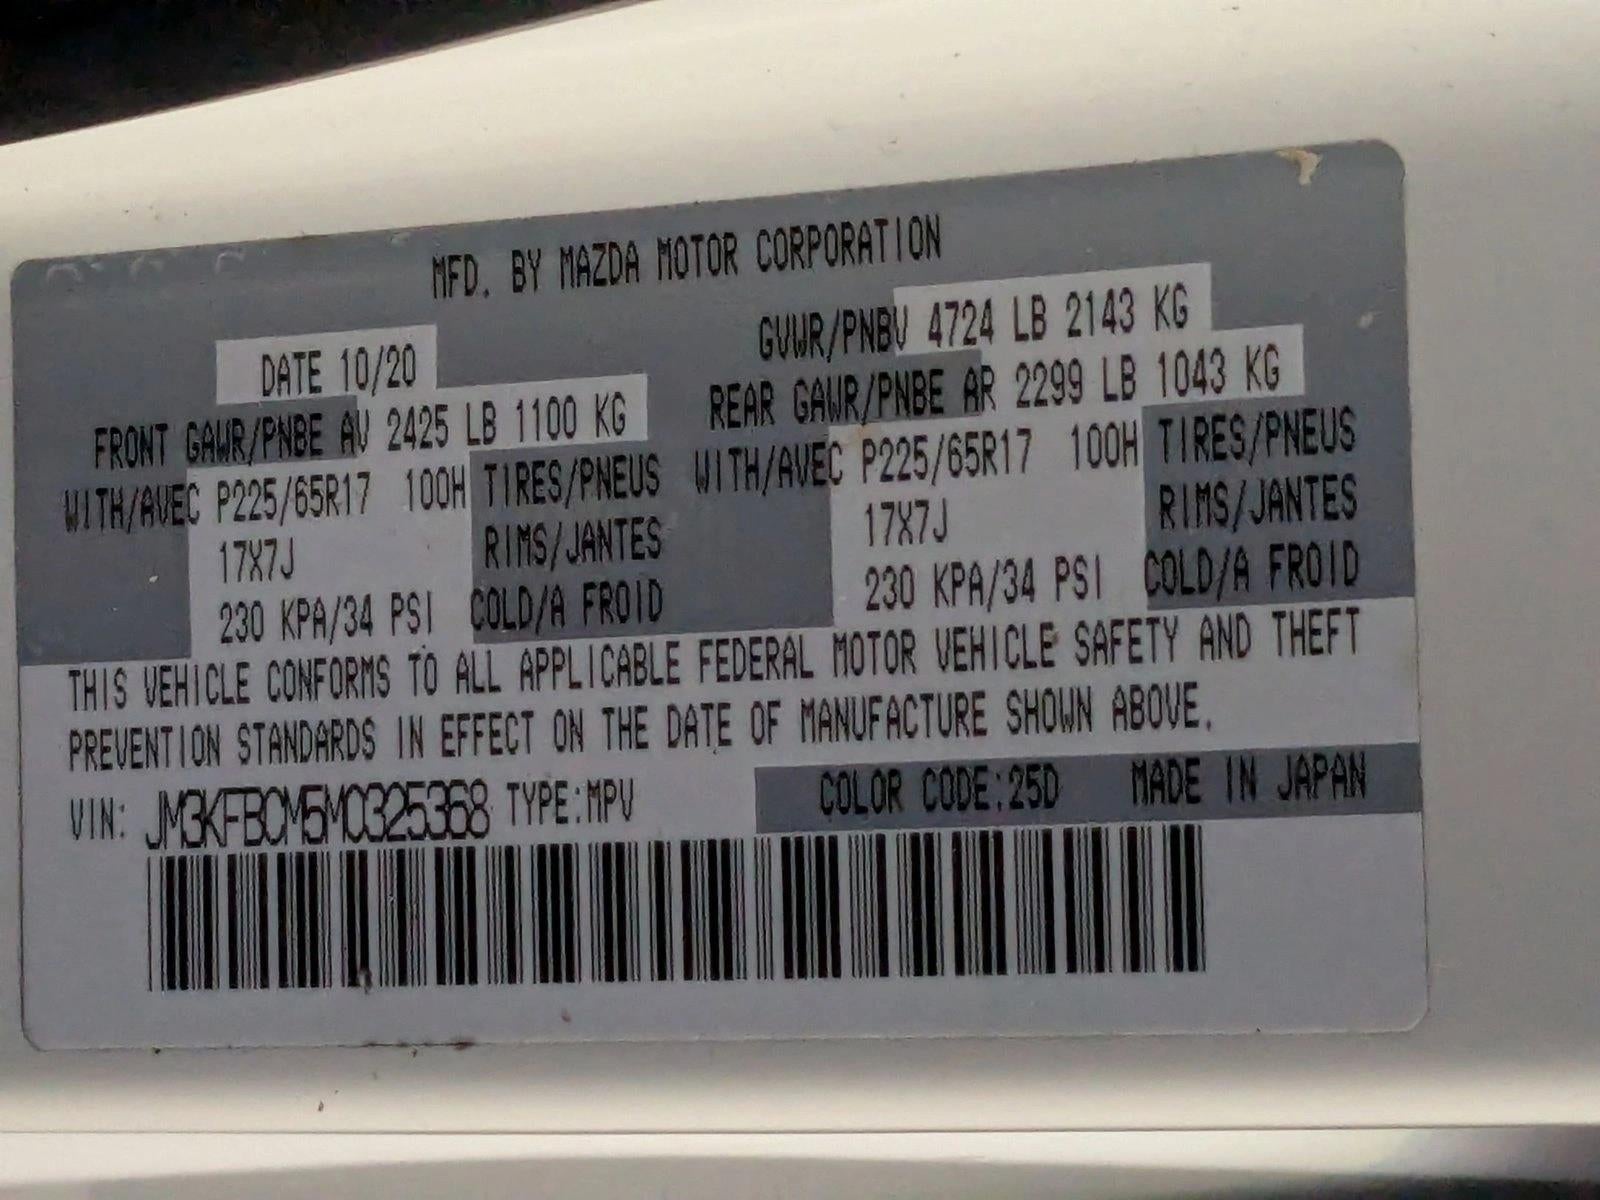 MFD. BY MAZDA MOTOR CORPORATION
DATE 10/20
GVWR/PNBV 4724 LB 2143 KG
FRONT GAWR/PNBE AV 2425 LB 1100 KG
REAR GAWR/PNBE AR 2299 LB 1043 KG
WITH/AVEC P225/65R17 100H TIRES/PNEUS
WITH/AVEC P225/65R17 100H TIRES/PNEUS
17X7J RIMS/JANTES
17X7J RIMS/JANTES
230 KPA/34 PSI COLD/A FROID
230 KPA/34 PSI COLD/A FROID
THIS VEHICLE CONFORMS TO ALL APPLICABLE FEDERAL MOTOR VEHICLE SAFETY AND THEFT
PREVENTION STANDARDS IN EFFECT ON THE DATE OF MANUFACTURE SHOWN ABOVE.
VIN: JM3KFBCM5M0325368 TYPE:MPV COLOR CODE:25D MADE IN JAPAN